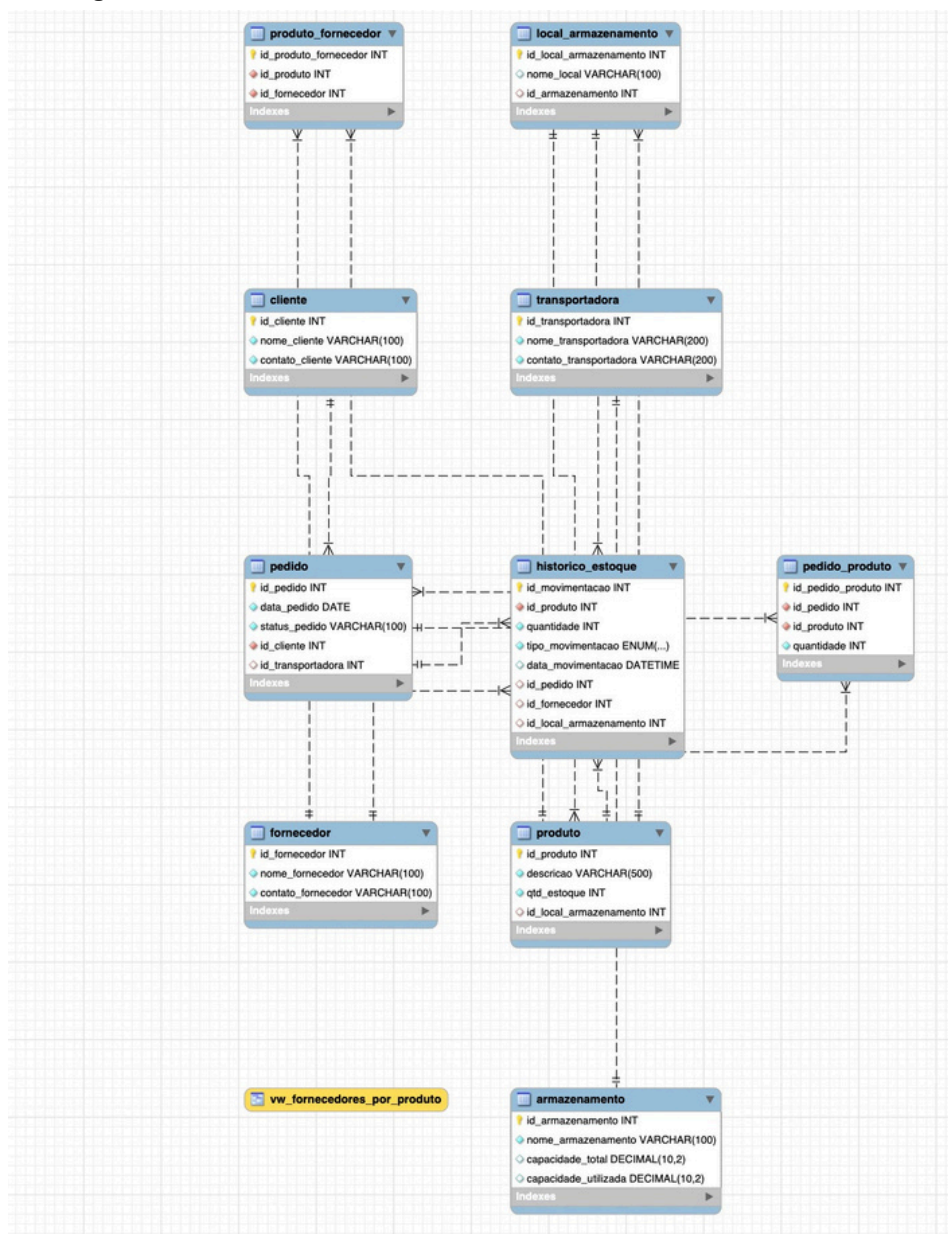 produto_fornecedor
id_produto_fornecedor INT
id_produto INT
id_fornecedor INT
Indexes
local_armazenamento
id_local_armazenamento INT
nome_local VARCHAR(100)
id_armazenamento INT
Indexes
cliente
id_cliente INT
nome_cliente VARCHAR(100)
contato_cliente VARCHAR(100)
Indexes
transportadora
id_transportadora INT
nome_transportadora VARCHAR(200)
contato_transportadora VARCHAR(200)
Indexes
pedido
id_pedido INT
data_pedido DATE
status_pedido VARCHAR(100)
id_cliente INT
id_transportadora INT
Indexes
historico_estoque
id_movimentacao INT
id_produto INT
quantidade INT
tipo_movimentacao ENUM(...)
data_movimentacao DATETIME
id_pedido INT
id_fornecedor INT
id_local_armazenamento INT
Indexes
pedido_produto
id_pedido_produto INT
id_pedido INT
id_produto INT
quantidade INT
Indexes
fornecedor
id_fornecedor INT
nome_fornecedor VARCHAR(100)
contato_fornecedor VARCHAR(100)
Indexes
produto
id_produto INT
descricao VARCHAR(500)
qtd_estoque INT
id_local_armazenamento INT
Indexes
vw_fornecedores_por_produto
armazenamento
id_armazenamento INT
nome_armazenamento VARCHAR(100)
capacidade_total DECIMAL(10,2)
capacidade_utilizada DECIMAL(10,2)
Indexes